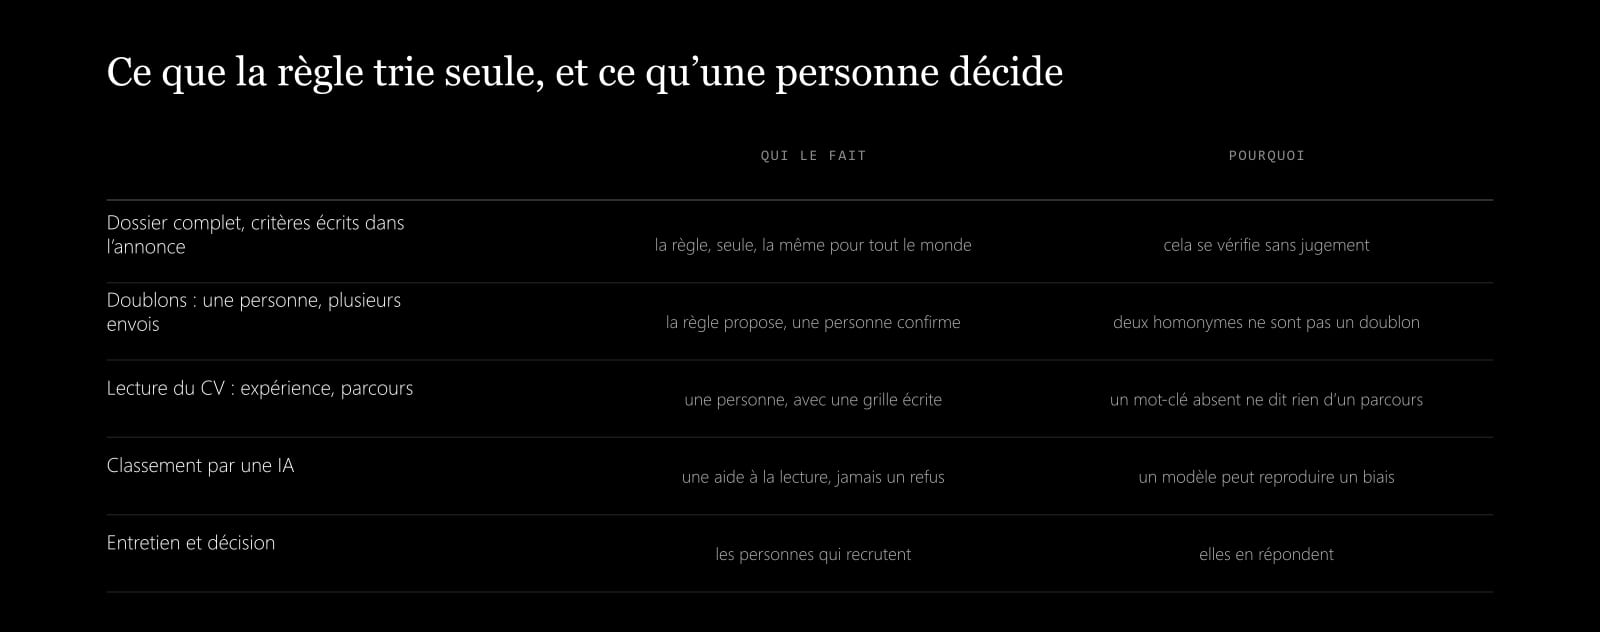 Ce que la règle trie seule, et ce qu’une personne décide
QUI LE FAIT
POURQUOI
Dossier complet, critères écrits dans
l’annonce
la règle, seule, la même pour tout le monde
cela se vérifie sans jugement
Doublons : une personne, plusieurs
envois
la règle propose, une personne confirme
deux homonymes ne sont pas un doublon
Lecture du CV : expérience, parcours
une personne, avec une grille écrite
un mot-clé absent ne dit rien d’un parcours
Classement par une IA
une aide à la lecture, jamais un refus
un modèle peut reproduire un biais
Entretien et décision
les personnes qui recrutent
elles en répondent